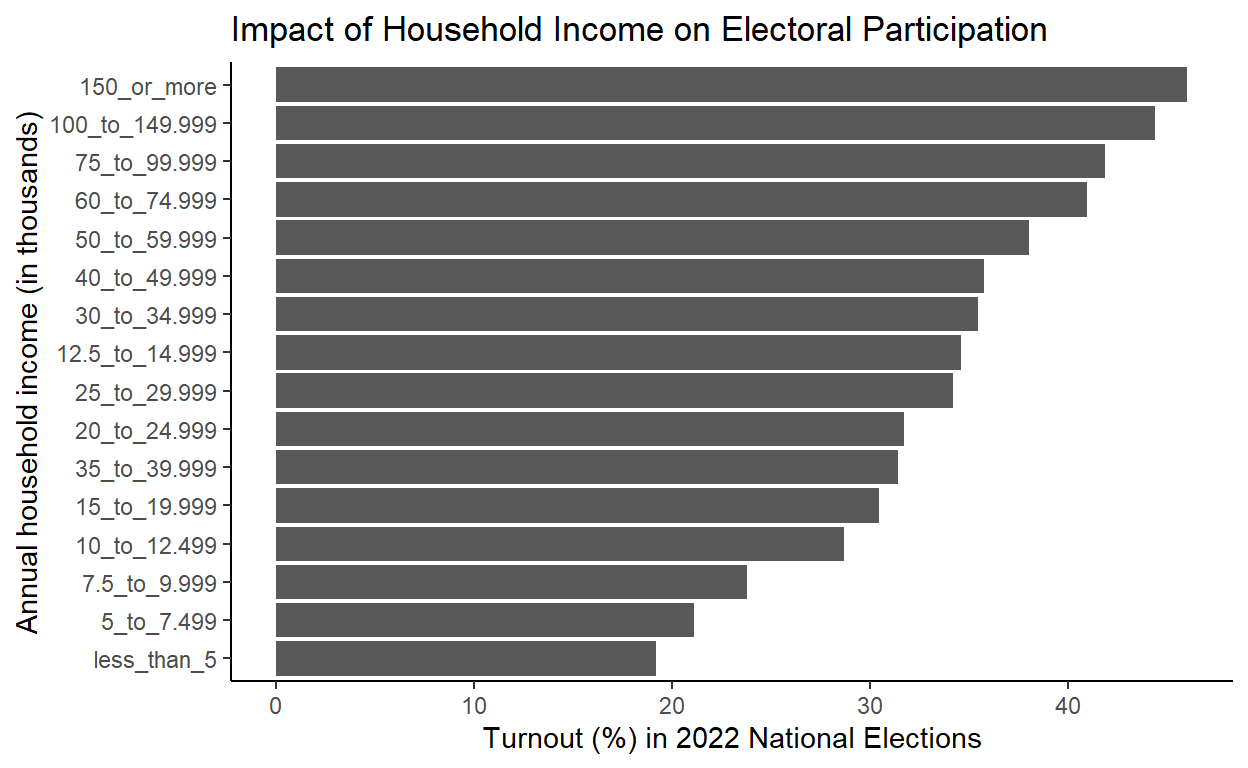 Impact of Household Income on Electoral Participation
Annual household income (in thousands)
150_or_more
100_to_149.999
75_to_99.999
60_to_74.999
50_to_59.999
40_to_49.999
30_to_34.999
12.5_to_14.999
25_to_29.999
20_to_24.999
35_to_39.999
15_to_19.999
10_to_12.499
7.5_to_9.999
5_to_7.499
less_than_5
0 10 20 30 40
Turnout (%) in 2022 National Elections